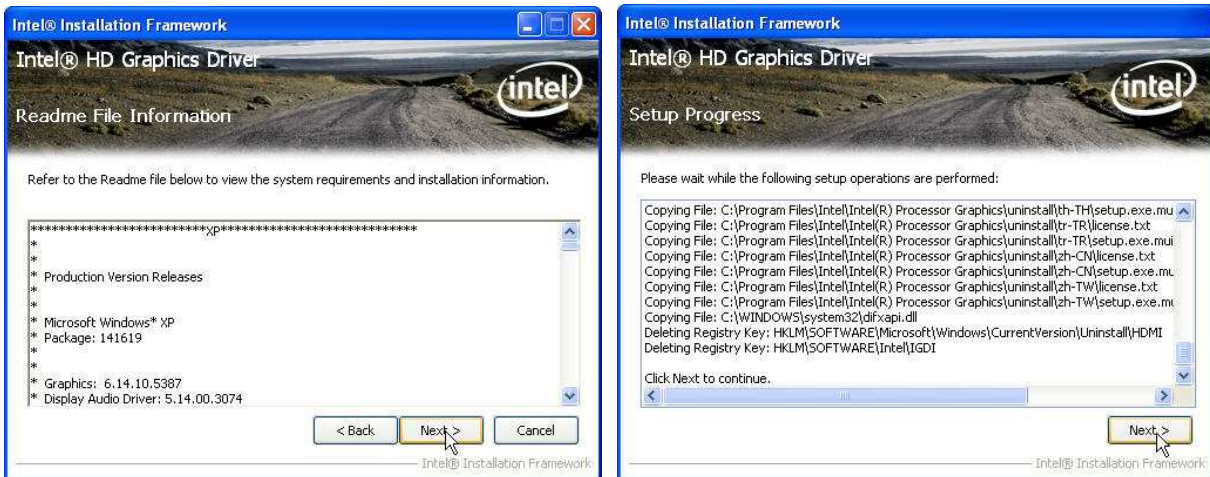 Intel® Installation Framework
Intel® HD Graphics Driver
intel
Readme File Information
Refer to the Readme file below to view the system requirements and installation information.
*************************XP****************************
*
*
* Production Version Releases
*
*
* Microsoft Windows* XP
* Package: 141619
*
*
* Graphics: 6.14.10.5387
* Display Audio Driver: 5.14.00.3074
< Back
Next >
Cancel
Intel® Installation Framework
Intel® Installation Framework
Intel® HD Graphics Driver
intel
Setup Progress
Please wait while the following setup operations are performed:
Copying File: C:\Program Files\Intel\Intel(R) Processor Graphics\uninstall\th-TH\setup.exe.mu
Copying File: C:\Program Files\Intel\Intel(R) Processor Graphics\uninstall\tr-TR\license.txt
Copying File: C:\Program Files\Intel\Intel(R) Processor Graphics\uninstall\tr-TR\setup.exe.mui
Copying File: C:\Program Files\Intel\Intel(R) Processor Graphics\uninstall\zh-CN\license.txt
Copying File: C:\Program Files\Intel\Intel(R) Processor Graphics\uninstall\zh-CN\setup.exe.mu
Copying File: C:\Program Files\Intel\Intel(R) Processor Graphics\uninstall\zh-TW\license.txt
Copying File: C:\Program Files\Intel\Intel(R) Processor Graphics\uninstall\zh-TW\setup.exe.mu
Copying File: C:\WINDOWS\system32\difxapi.dll
Deleting Registry Key: HKLM\SOFTWARE\Microsoft\Windows\CurrentVersion\Uninstall\HDMI
Deleting Registry Key: HKLM\SOFTWARE\Intel\IGDI
Click Next to continue.
Next >
Intel® Installation Framework